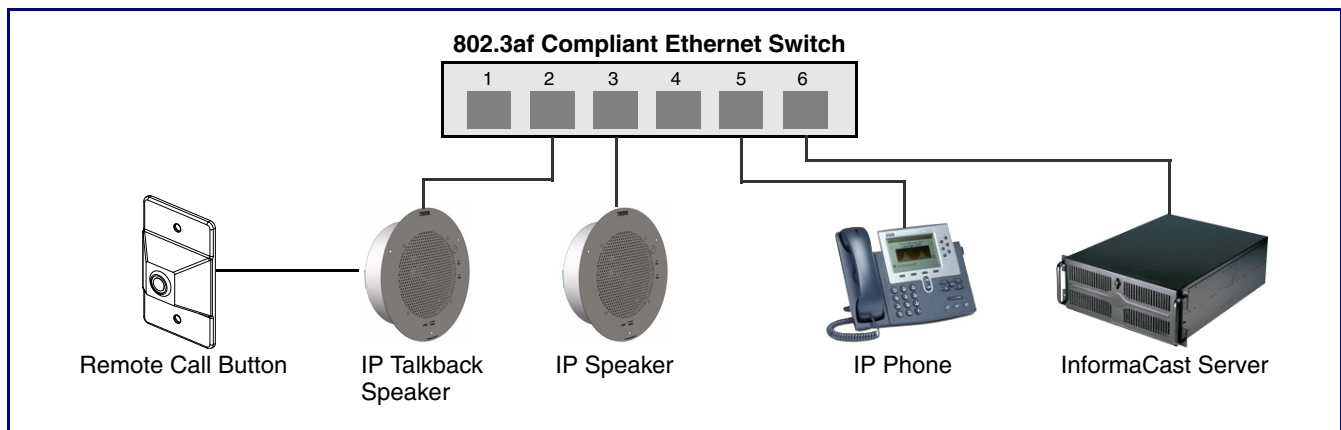 802.3af Compliant Ethernet Switch
1 2 3 4 5 6
Remote Call Button
IP Talkback
Speaker
IP Speaker
IP Phone
InformaCast Server